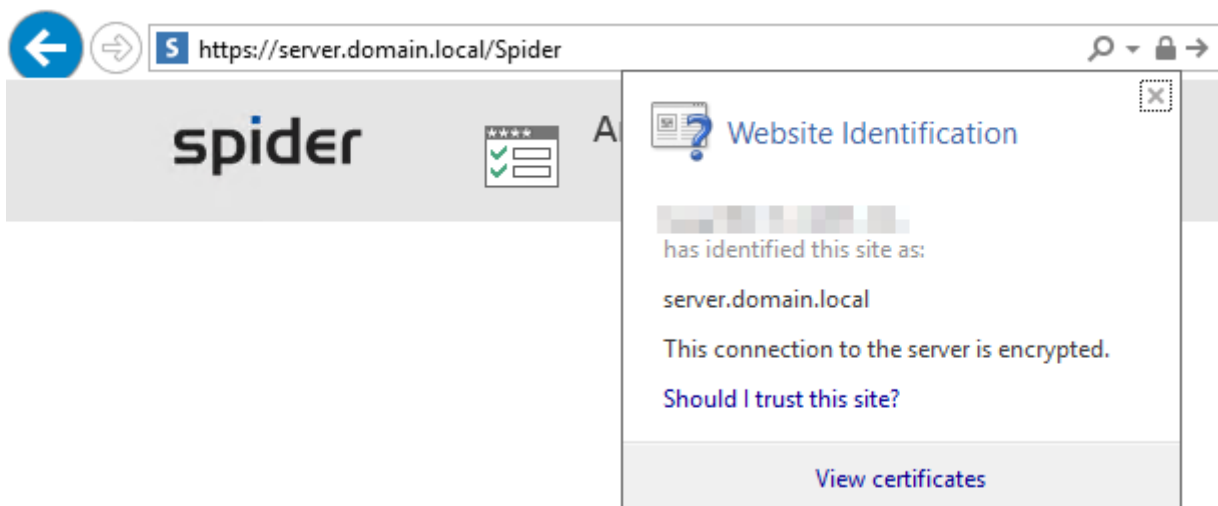 S https://server.domain.local/Spider
spider
****
Website Identification
has identified this site as:
server.domain.local
This connection to the server is encrypted.
Should I trust this site?
View certificates